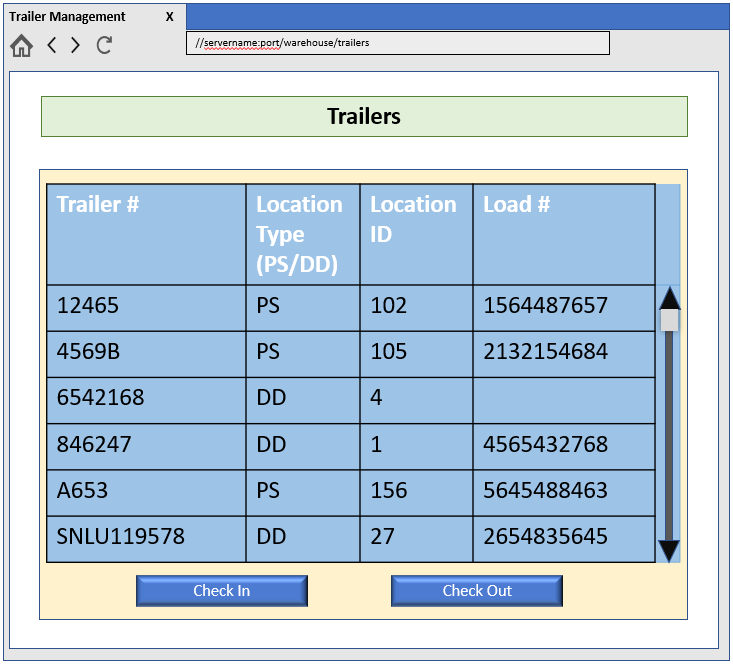 Trailer Management X
//servername:port/warehouse/trailers
Trailers
Trailer # Location Type (PS/DD) Location ID Load #
12465 PS 102 1564487657
4569B PS 105 2132154684
6542168 DD 4
846247 DD 1 4565432768
A653 PS 156 5645488463
SNLU119578 DD 27 2654835645
Check In Check Out